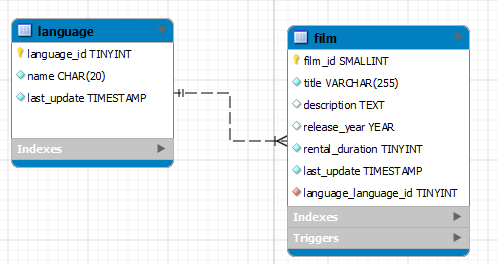 language
language_id TINYINT
name CHAR(20)
last_update TIMESTAMP
Indexes
film
film_id SMALLINT
title VARCHAR(255)
description TEXT
release_year YEAR
rental_duration TINYINT
last_update TIMESTAMP
language_language_id TINYINT
Indexes
Triggers